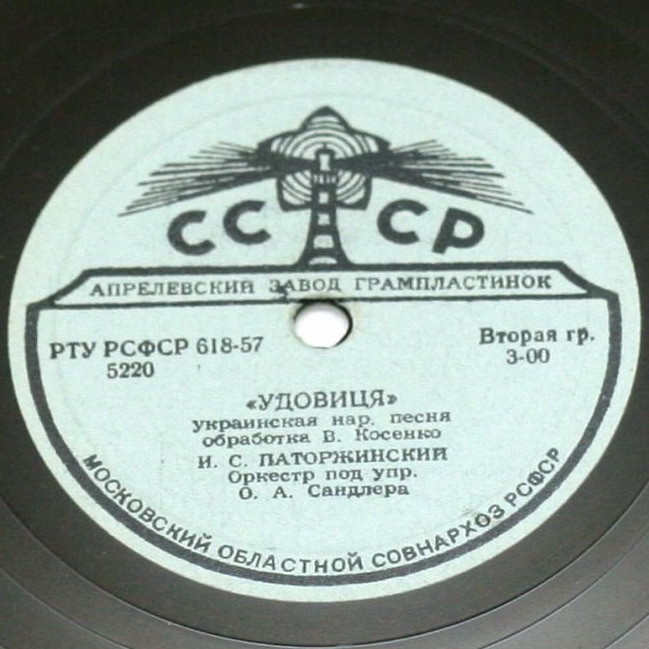 СССР
АПРЕЛЕВСКИЙ ЗАВОД ГРАМПЛАСТИНОК
РТУ РСФСР 618-57
5220
Вторая гр.
3-00
«УДОВИЦЯ»
украинская нар. песня
обработка В. Косенко
И. С. ПАТОРЖИНСКИЙ
Оркестр под упр.
О. А. Сандлера
МОСКОВСКИЙ ОБЛАСТНОЙ СОВНАРХОЗ РСФСР